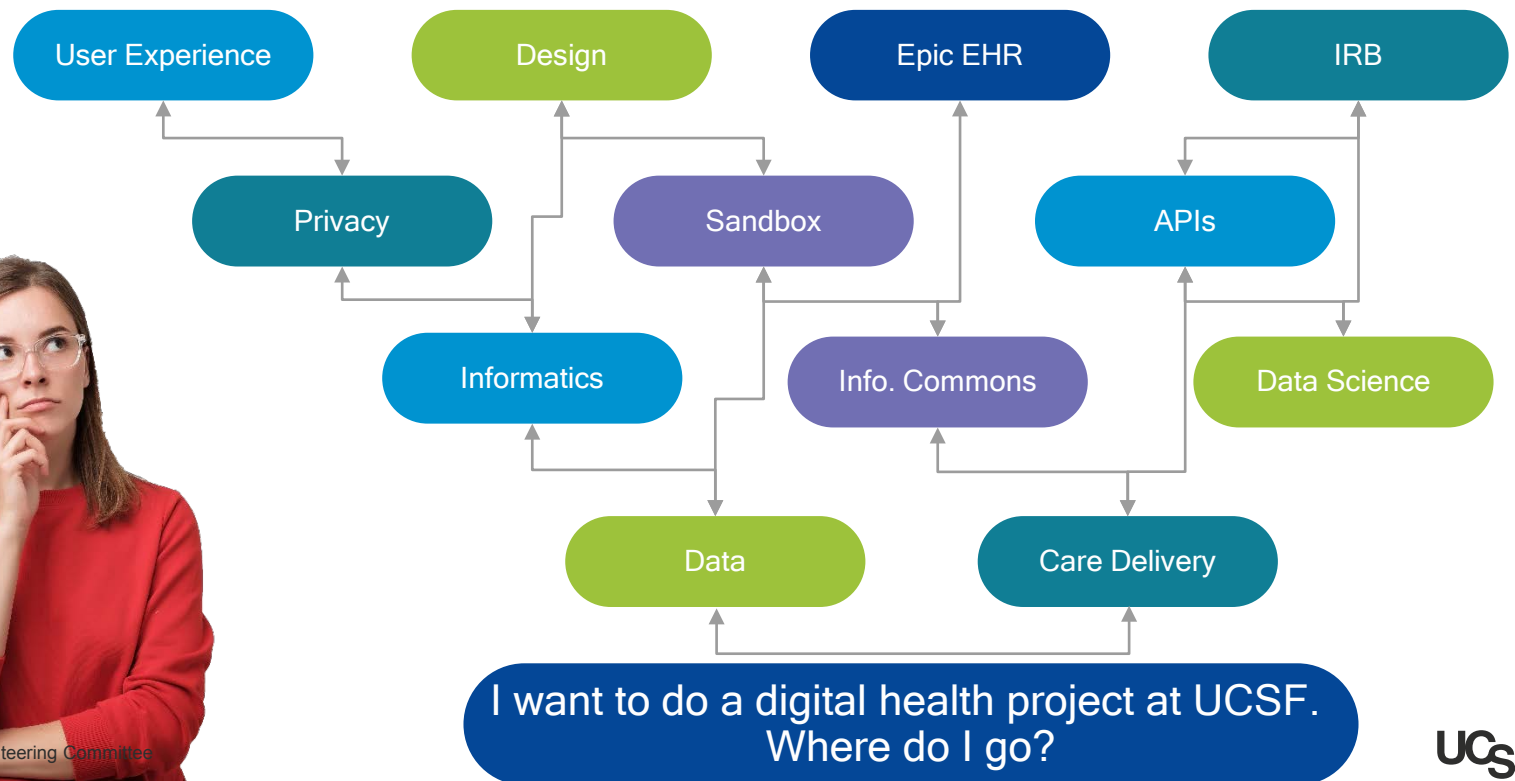 User Experience
Design
Epic EHR
IRB
Privacy
Sandbox
APIs
Informatics
Info. Commons
Data Science
Data
Care Delivery
I want to do a digital health project at UCSF.
Where do I go?
teering Committee
UCS